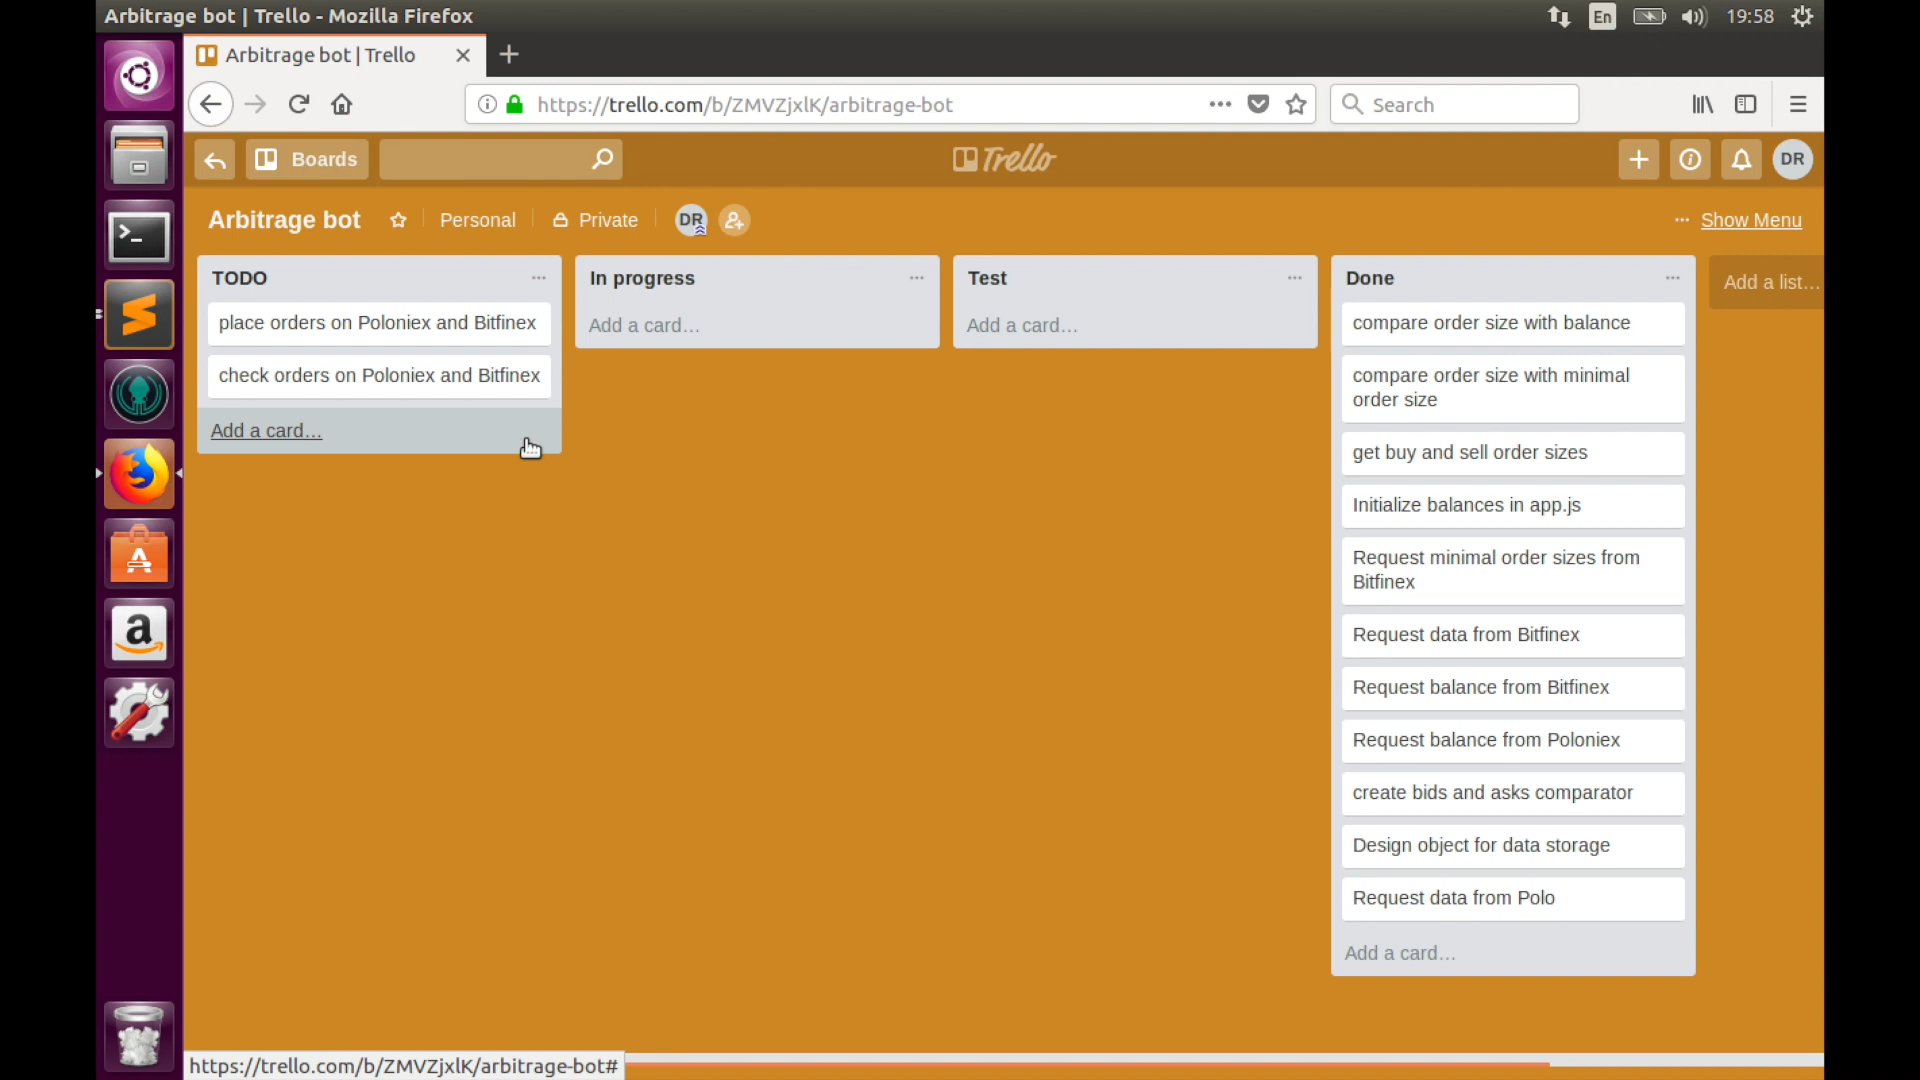 Arbitrage bot | Trello - Mozilla Firefox
En
19:58
Arbitrage bot | Trello
https://trello.com/b/ZMVZjxlK/arbitrage-bot
Search
Boards
Trello
DR
Arbitrage bot
Personal
Private
DR
Show Menu
TODO
place orders on Poloniex and Bitfinex
check orders on Poloniex and Bitfinex
Add a card…
In progress
Add a card…
Test
Add a card…
Done
compare order size with balance
compare order size with minimal
order size
get buy and sell order sizes
Initialize balances in app.js
Request minimal order sizes from
Bitfinex
Request data from Bitfinex
Request balance from Bitfinex
Request balance from Poloniex
create bids and asks comparator
Design object for data storage
Request data from Polo
Add a card…
Add a list…
https://trello.com/b/ZMVZjxlK/arbitrage-bot#